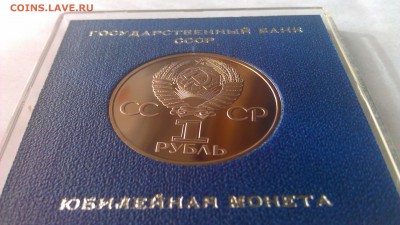 COINS.LAVE.RU
ГОСУДАРСТВЕННЫЙ БАНК
СССР
СС СР
1
РУБЛЬ
ЮБИЛЕЙНАЯ МОНЕТА